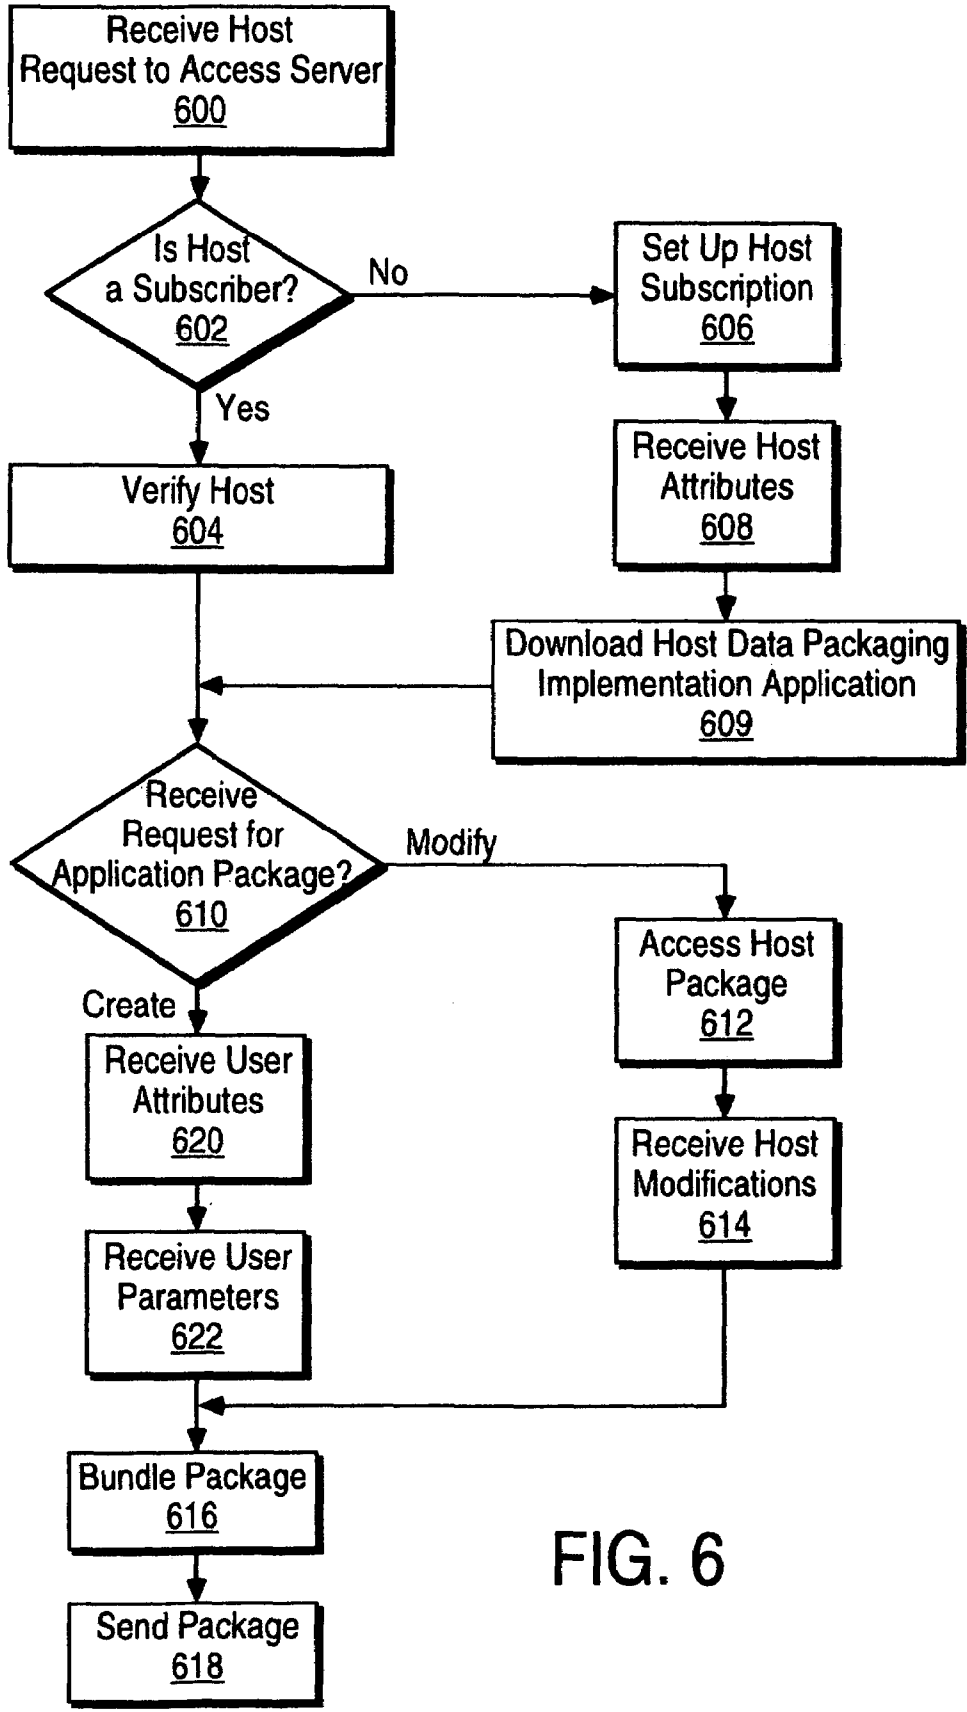 Receive Host
Request to Access Server
600
Is Host
a Subscriber?
602
No
Yes
Set Up Host
Subscription
606
Receive Host
Attributes
608
Verify Host
604
Download Host Data Packaging
Implementation Application
609
Receive
Request for
Application Package?
610
Modify
Create
Access Host
Package
612
Receive User
Attributes
620
Receive Host
Modifications
614
Receive User
Parameters
622
Bundle Package
616
Send Package
618
FIG. 6